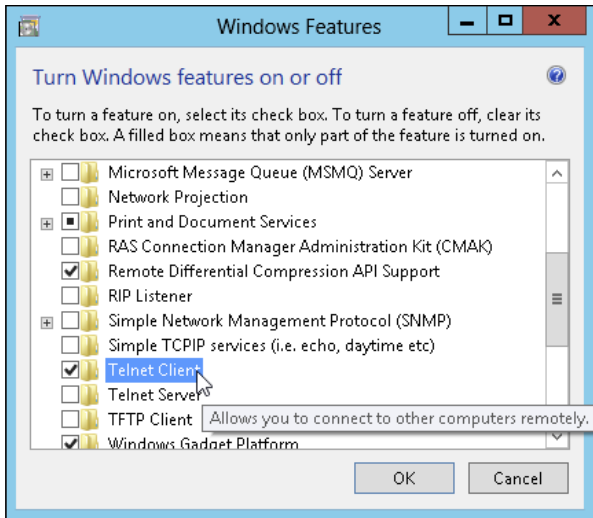 Windows Features
Turn Windows features on or off
To turn a feature on, select its check box. To turn a feature off, clear its
check box. A filled box means that only part of the feature is turned on.
Microsoft Message Queue (MSMQ) Server
Network Projection
Print and Document Services
RAS Connection Manager Administration Kit (CMAK)
Remote Differential Compression API Support
RIP Listener
Simple Network Management Protocol (SNMP)
Simple TCPIP services (i.e. echo, daytime etc)
Telnet Client
Telnet Server
TFTP Client
Allows you to connect to other computers remotely.
Windows Gadget Platform
OK
Cancel